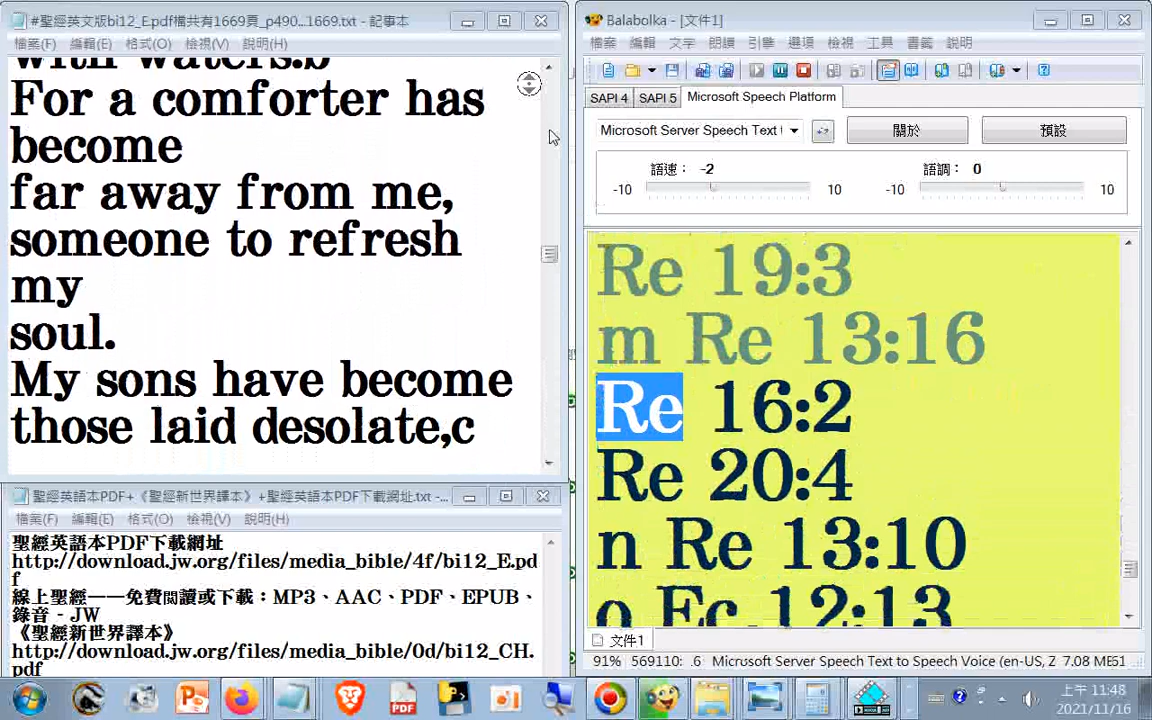 #聖經英文版bi12_E.pdf檔共有1669頁_p490...1669.txt - 記事本
檔案(F) 編輯(E) 格式(O) 檢視(V) 說明(H)
with waters.b
For a comforter has
become
far away from me,
someone to refresh
my
soul.
My sons have become
those laid desolate,c
聖經英語本PDF+《聖經新世界譯本》+聖經英語本PDF下載網址.txt -...
檔案(F) 編輯(E) 格式(O) 檢視(V) 說明(H)
聖經英語本PDF下載網址
http://download.jw.org/files/media_bible/4f/bi12_E.pd
f
線上聖經——免費閱讀或下載：MP3、AAC、PDF、EPUB、
錄音 - JW
《聖經新世界譯本》
http://download.jw.org/files/media_bible/0d/bi12_CH.
pdf
Balabolka - [文件1]
檔案 編輯 文字 朗讀 引擎 選項 檢視 工具 書籤 說明
SAPI 4 SAPI 5 Microsoft Speech Platform
Microsoft Server Speech Text 關於 預設
語速： -2 語調： 0
-10 10 -10 10
Re 19:3
m Re 13:16
Re 16:2
Re 20:4
n Re 13:10
o Ec 12:13
文件1
91% 569110: .6 Microsoft Server Speech Text to Speech Voice (en-US, Z 7.08 ME51
上午 11:48
2021/11/16